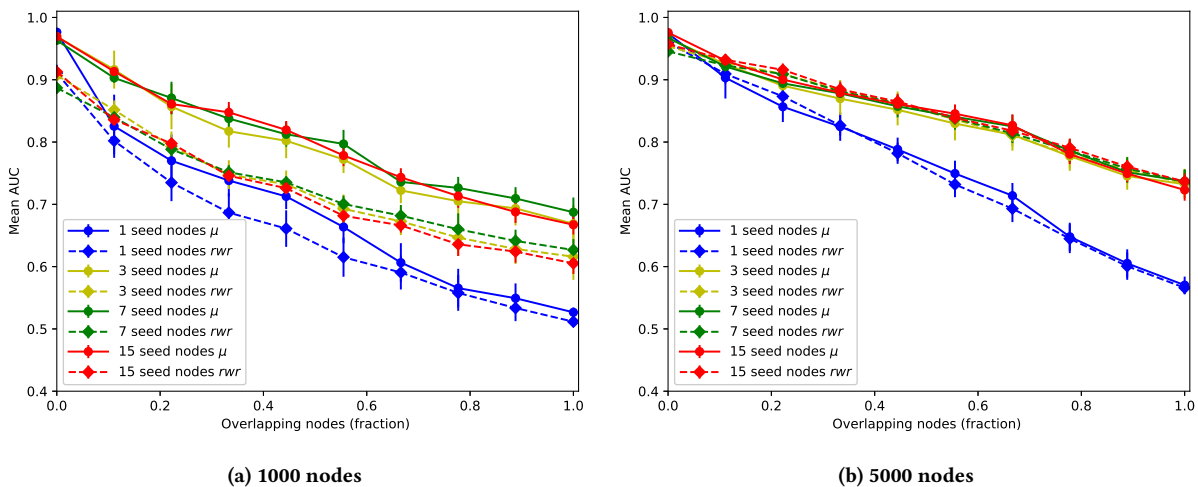 1.0
0.9
0.8
0.7
0.6
0.5
0.4
Mean AUC
1 seed nodes μ
1 seed nodes rwr
3 seed nodes μ
3 seed nodes rwr
7 seed nodes μ
7 seed nodes rwr
15 seed nodes μ
15 seed nodes rwr
0.0 0.2 0.4 0.6 0.8 1.0
Overlapping nodes (fraction)
(a) 1000 nodes
1.0
0.9
0.8
0.7
0.6
0.5
0.4
Mean AUC
1 seed nodes μ
1 seed nodes rwr
3 seed nodes μ
3 seed nodes rwr
7 seed nodes μ
7 seed nodes rwr
15 seed nodes μ
15 seed nodes rwr
0.0 0.2 0.4 0.6 0.8 1.0
Overlapping nodes (fraction)
(b) 5000 nodes